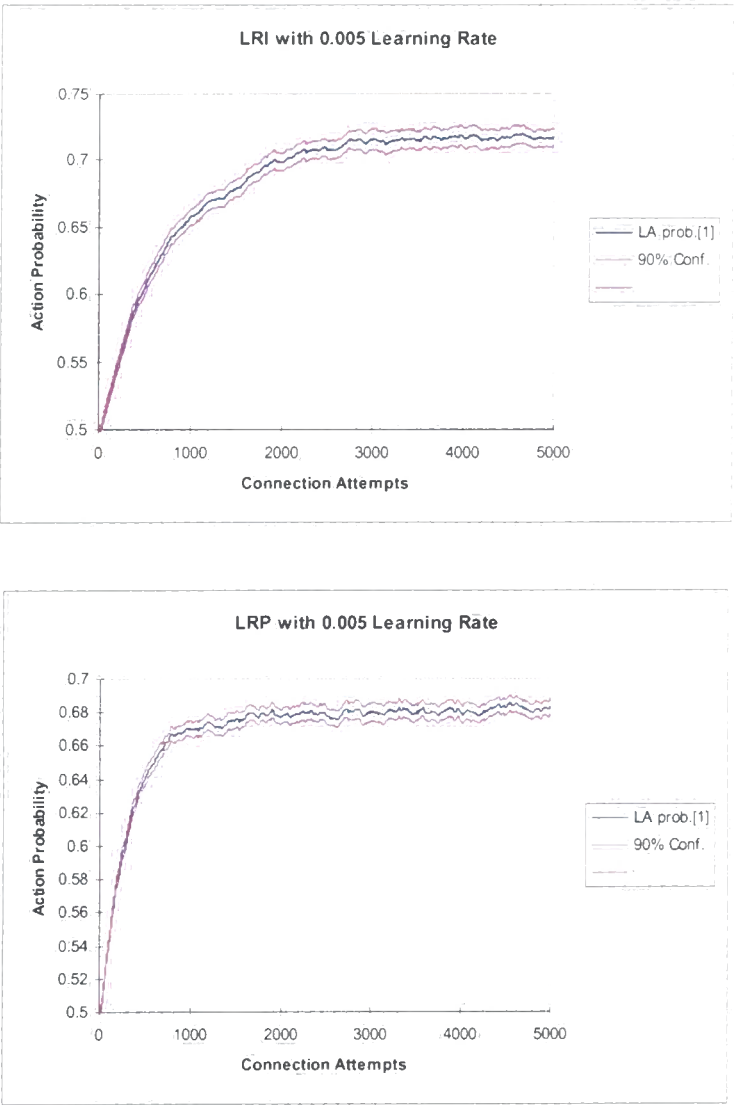 LRI with 0.005 Learning Rate
0.75
0.7
0.65
0.6
0.55
0.5
Action Probability
0 1000 2000 3000 4000 5000
Connection Attempts
LA prob.[1]
90% Conf.
LRP with 0.005 Learning Rate
0.7
0.68
0.66
0.64
0.62
0.6
0.58
0.56
0.54
0.52
0.5
Action Probability
0 1000 2000 3000 4000 5000
Connection Attempts
LA prob.[1]
90% Conf.